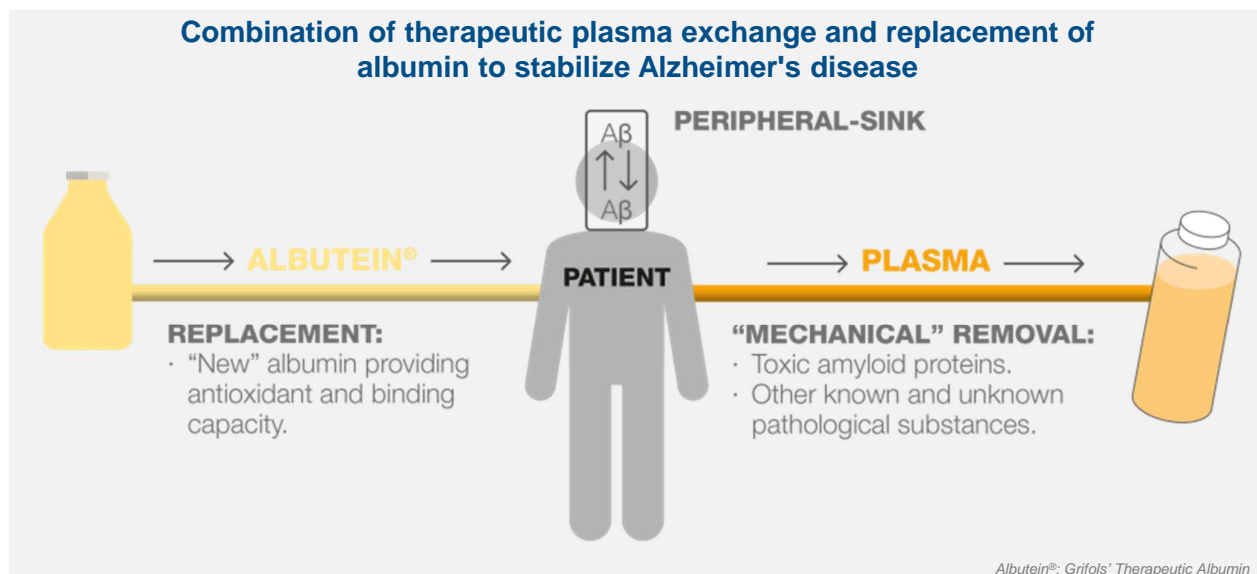 Combination of therapeutic plasma exchange and replacement of
albumin to stabilize Alzheimer's disease
PERIPHERAL-SINK
Aβ
Aβ
ALBUTEIN®
PATIENT
PLASMA
REPLACEMENT:
· “New” albumin providing
antioxidant and binding
capacity.
“MECHANICAL” REMOVAL:
· Toxic amyloid proteins.
· Other known and unknown
pathological substances.
Albutein®: Grifols’ Therapeutic Albumin